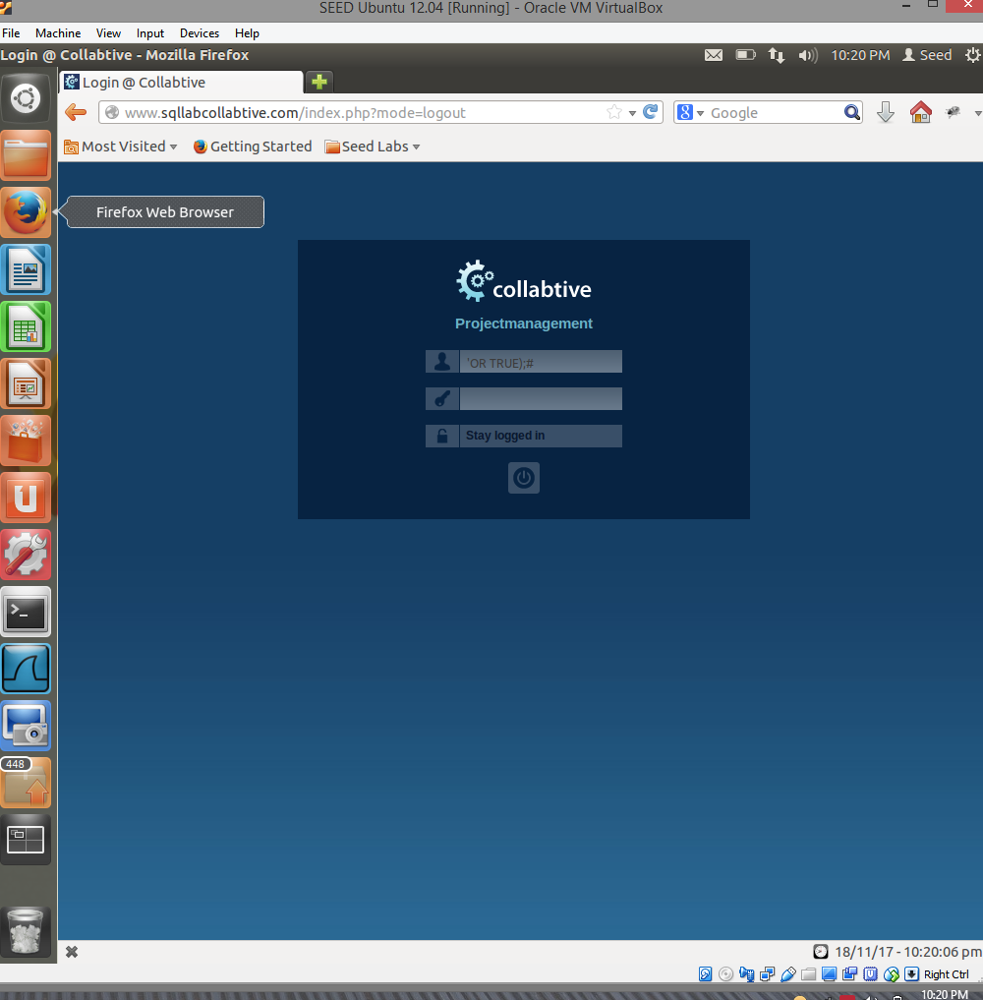 SEED Ubuntu 12.04 [Running] - Oracle VM VirtualBox
File Machine View Input Devices Help
Login @ Collabtive - Mozilla Firefox 10:20 PM Seed
Login @ Collabtive
www.sqllabcollabtive.com/index.php?mode=logout Google
Most Visited Getting Started Seed Labs
Firefox Web Browser
collabtive
Projectmanagement
'OR TRUE);#
Stay logged in
448
18/11/17 - 10:20:06 pm
Right Ctrl
10:20 PM